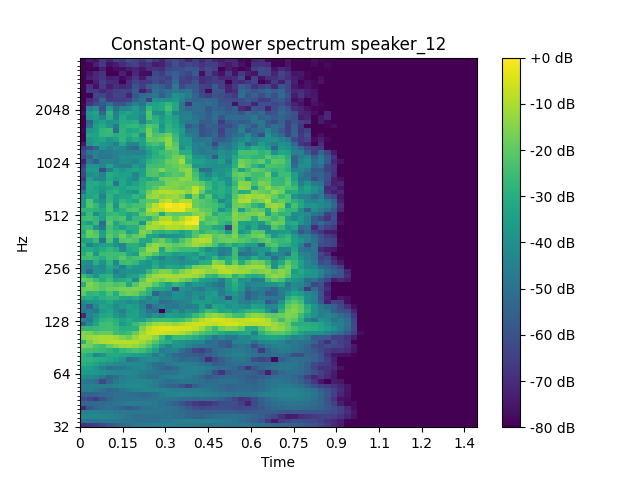 Constant-Q power spectrum speaker_12
2048
1024
512
256
128
64
32
Hz
0 0.15 0.3 0.45 0.6 0.75 0.9 1.1 1.2 1.4
Time
+0 dB
-10 dB
-20 dB
-30 dB
-40 dB
-50 dB
-60 dB
-70 dB
-80 dB